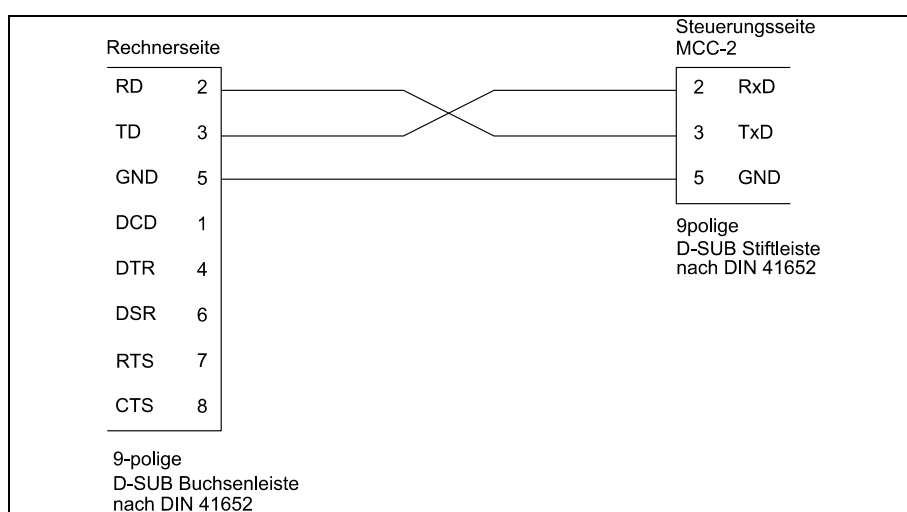 Rechnerseite
RD 2
TD 3
GND 5
DCD 1
DTR 4
DSR 6
RTS 7
CTS 8
9-polige
D-SUB Buchsenleiste
nach DIN 41652
Steuerungsseite
MCC-2
2 RxD
3 TxD
5 GND
9polige
D-SUB Stiftleiste
nach DIN 41652